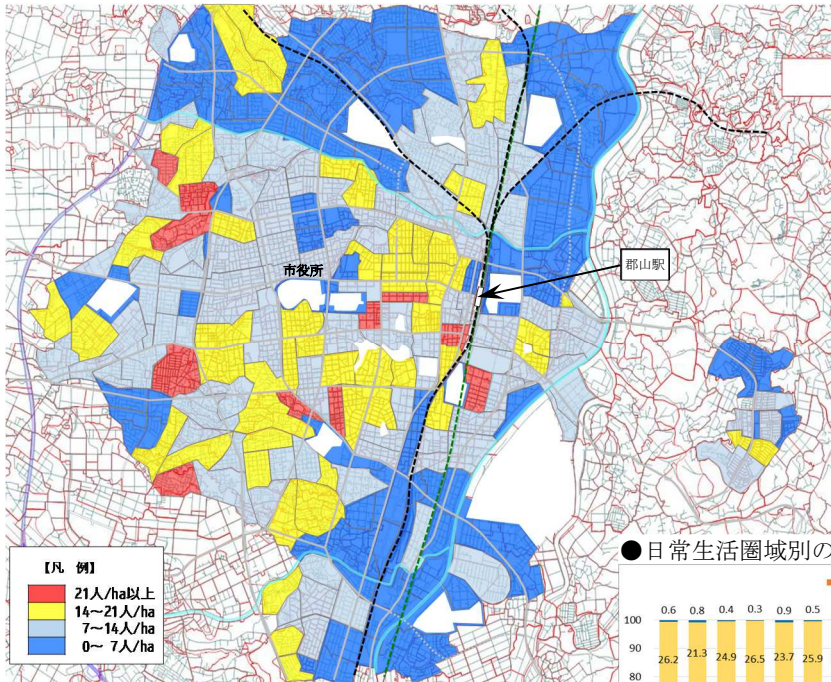 市役所
郡山駅
【凡 例】
21人/ha以上
14～21人/ha
7～14人/ha
0～ 7人/ha
●日常生活圏域別の
0.6 0.8 0.4 0.3 0.9 0.5
100
90
26.2 21.3 24.9 26.5 23.7 25.9
80